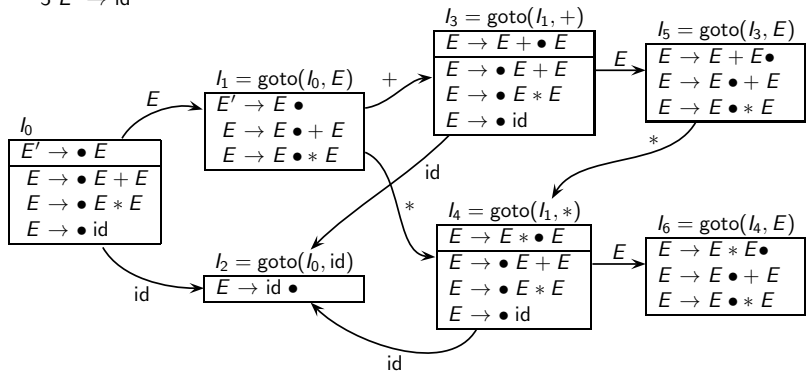 3 E → id
I₀
E′ → • E
E → • E + E
E → • E ∗ E
E → • id
E
id
I₁ = goto(I₀, E)
E′ → E •
E → E • + E
E → E • ∗ E
+
∗
I₂ = goto(I₀, id)
E → id •
I₃ = goto(I₁, +)
E → E + • E
E → • E + E
E → • E ∗ E
E → • id
E
id
I₄ = goto(I₁, ∗)
E → E ∗ • E
E → • E + E
E → • E ∗ E
E → • id
E
id
I₅ = goto(I₃, E)
E → E + E•
E → E • + E
E → E • ∗ E
∗
I₆ = goto(I₄, E)
E → E ∗ E•
E → E • + E
E → E • ∗ E